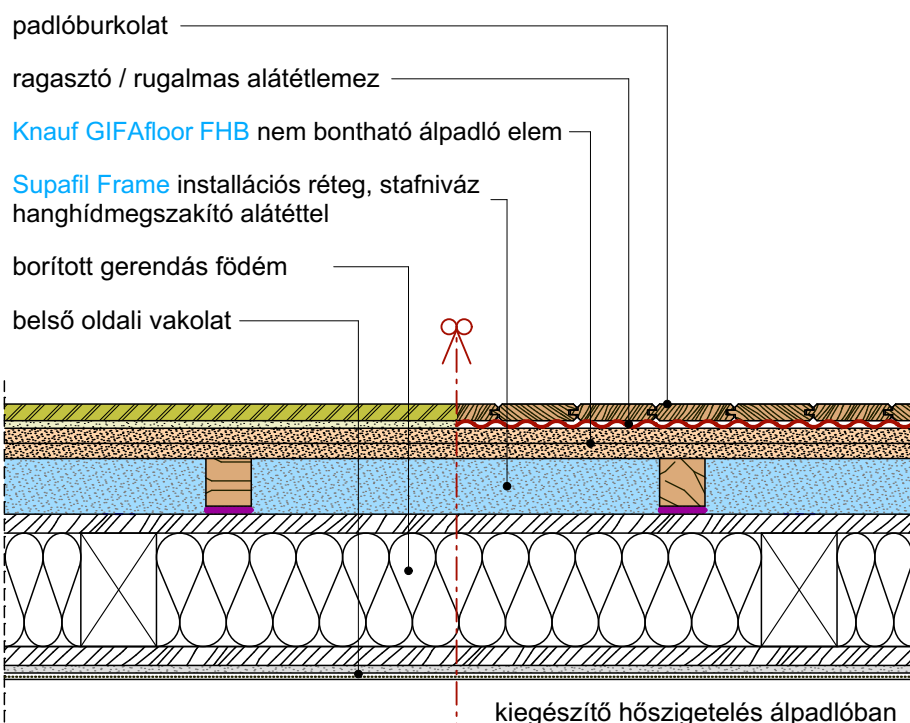 padlóburkolat
ragasztó / rugalmas alátétlemez
Knauf GIFAfloor FHB nem bontható álpadló elem
Supafil Frame installációs réteg, stafniváz
hanghídmegszakító alátéttel
borított gerendás födém
belső oldali vakolat
kiegészítő hőszigetelés álpadlóban